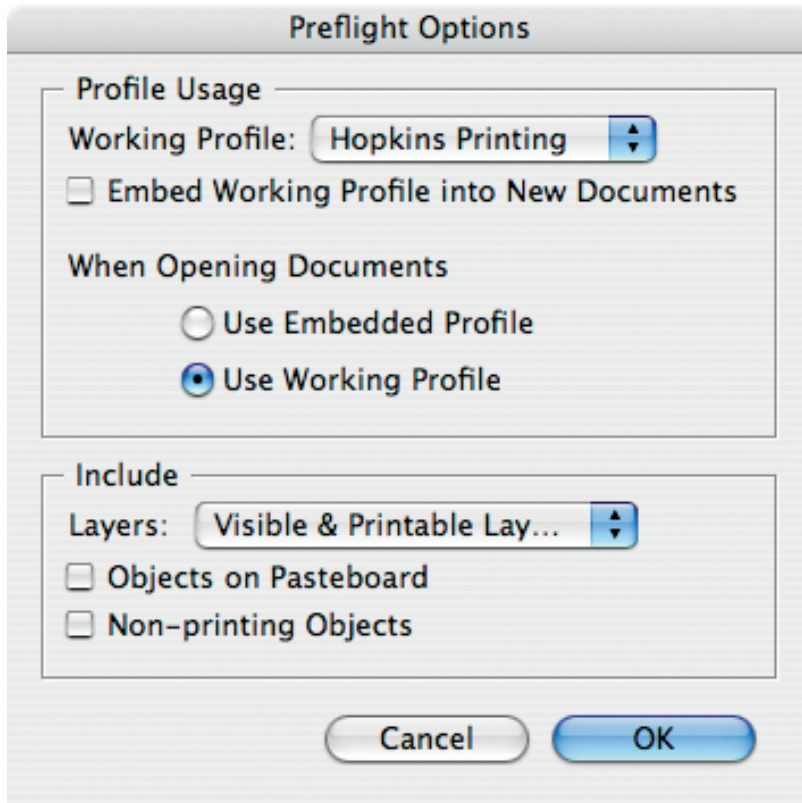 Preflight Options
Profile Usage
Working Profile: Hopkins Printing
Embed Working Profile into New Documents
When Opening Documents
Use Embedded Profile
Use Working Profile
Include
Layers: Visible & Printable Lay...
Objects on Pasteboard
Non-printing Objects
Cancel OK